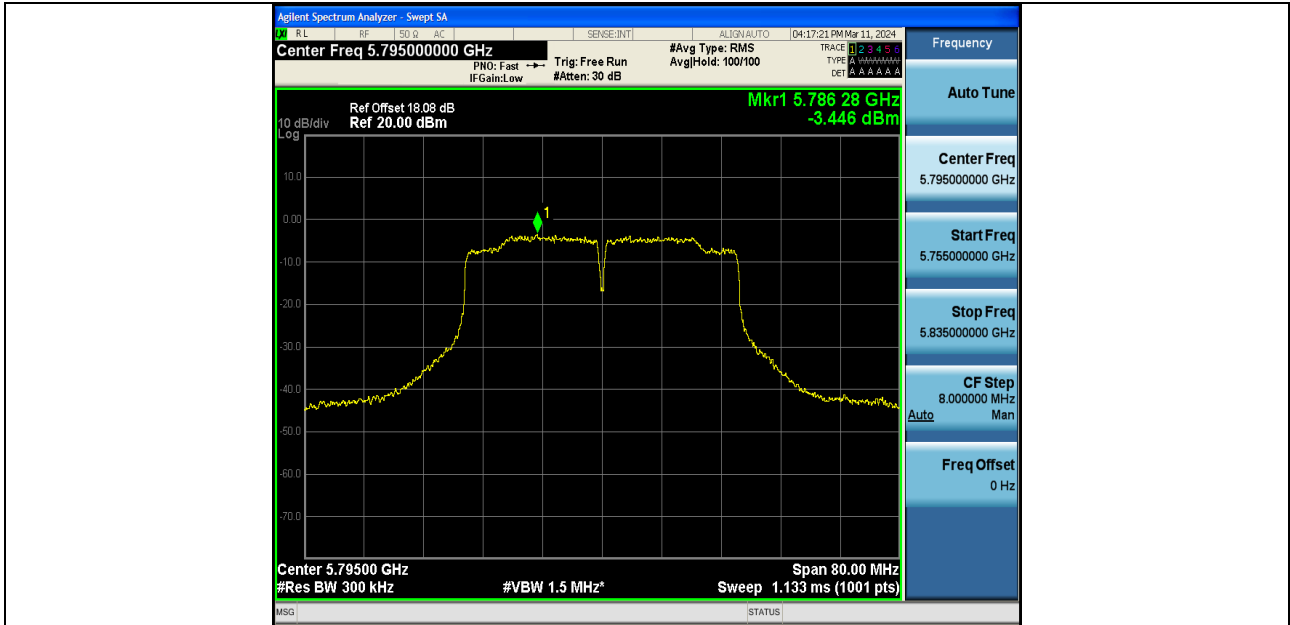 Agilent Spectrum Analyzer - Swept SA
LXI RL RF 50 Ω AC SENSE:INT ALIGN AUTO 04:17:21 PM Mar 11, 2024
Center Freq 5.795000000 GHz
PNO: Fast
IFGain:Low
Trig: Free Run
#Atten: 30 dB
#Avg Type: RMS
Avg|Hold: 100/100
TRACE 1 2 3 4 5 6
TYPE A WWWWW
DET A A A A A A
Mkr1 5.786 28 GHz
-3.446 dBm
Ref Offset 18.08 dB
10 dB/div Ref 20.00 dBm
Log
10.0
0.00
-10.0
-20.0
-30.0
-40.0
-50.0
-60.0
-70.0
1
Center 5.79500 GHz Span 80.00 MHz
#Res BW 300 kHz #VBW 1.5 MHz* Sweep 1.133 ms (1001 pts)
MSG STATUS
Frequency
Auto Tune
Center Freq
5.795000000 GHz
Start Freq
5.755000000 GHz
Stop Freq
5.835000000 GHz
CF Step
8.000000 MHz
Auto Man
Freq Offset
0 Hz